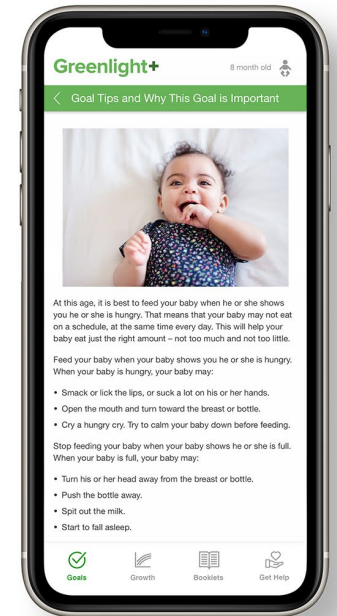 Greenlight+
8 month old
Goal Tips and Why This Goal is Important
At this age, it is best to feed your baby when he or she shows
you he or she is hungry. That means that your baby may not eat
on a schedule, at the same time every day. This will help your
baby eat just the right amount – not too much and not too little.
Feed your baby when your baby shows you he or she is hungry.
When your baby is hungry, your baby may:
• Smack or lick the lips, or suck a lot on his or her hands.
• Open the mouth and turn toward the breast or bottle.
• Cry a hungry cry. Try to calm your baby down before feeding.
Stop feeding your baby when your baby shows he or she is full.
When your baby is full, your baby may:
• Turn his or her head away from the breast or bottle.
• Push the bottle away.
• Spit out the milk.
• Start to fall asleep.
Goals Growth Booklets Get Help